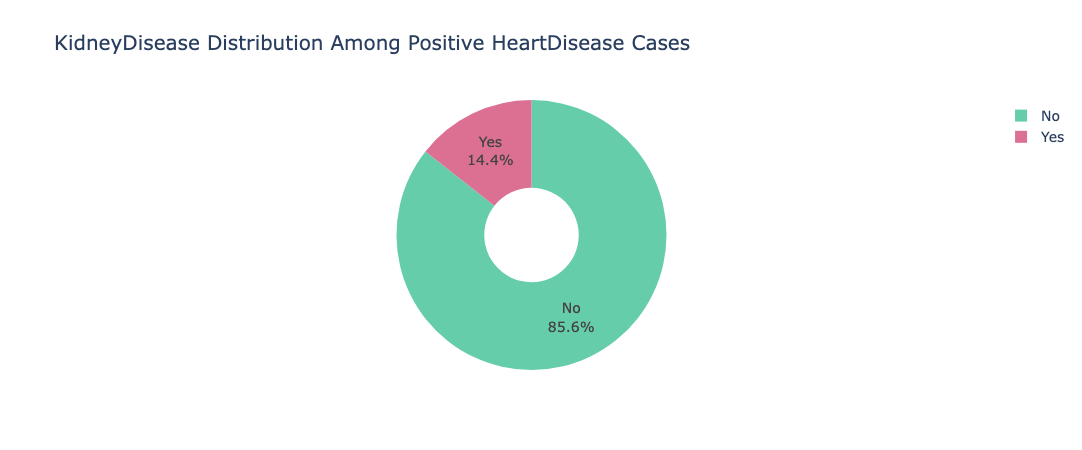 KidneyDisease Distribution Among Positive HeartDisease Cases
No
Yes
Yes
14.4%
No
85.6%